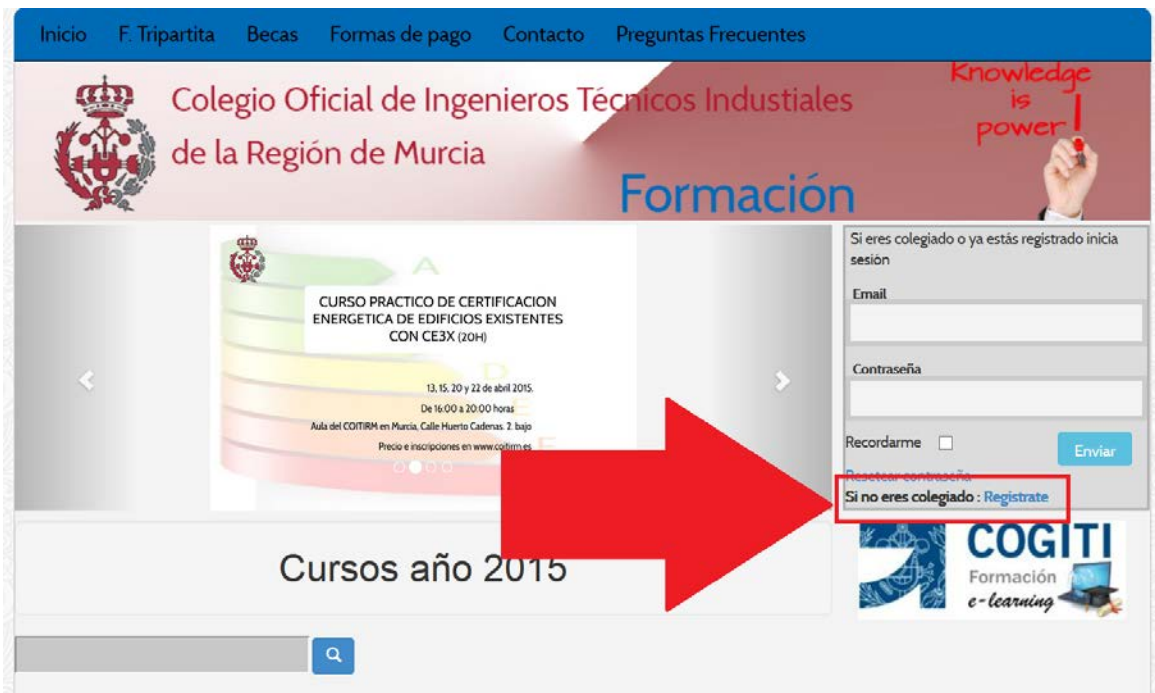 Inicio F. Tripartita Becas Formas de pago Contacto Preguntas Frecuentes
Colegio Oficial de Ingenieros Técnicos Industiales
de la Región de Murcia
Formación
Knowledge
is
power!
A
CURSO PRACTICO DE CERTIFICACION
ENERGETICA DE EDIFICIOS EXISTENTES
CON CE3X (20H)
D
13, 15, 20 y 22 de abril 2015.
De 16:00 a 20:00 horas
E
Aula del COITIRM en Murcia, Calle Huerto Cadenas. 2. bajo
Precio e inscripciones en www.coitirm.es
F
Si eres colegiado o ya estás registrado inicia
sesión
Email
Contraseña
Recordarme
Enviar
Resetear contraseña
Si no eres colegiado : Registrate
Cursos año 2015
COGITI
Formación
e-learning